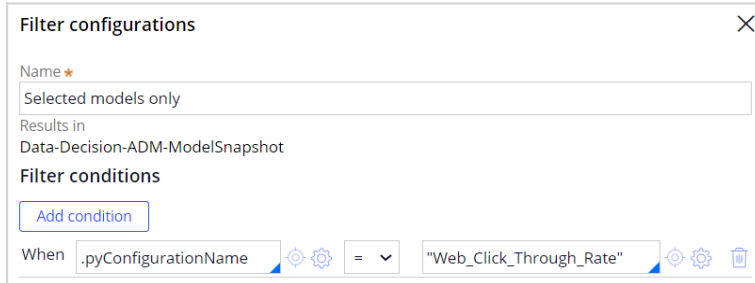 Filter configurations
Name *
Selected models only
Results in
Data-Decision-ADM-ModelSnapshot
Filter conditions
Add condition
When .pyConfigurationName = "Web_Click_Through_Rate"